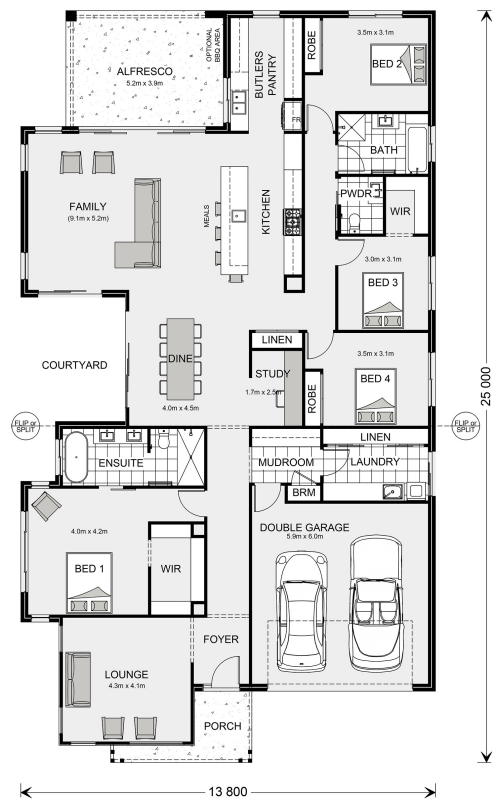 OPTIONAL
BBQ AREA
BUTLERS
PANTRY
ROBE
3.5m x 3.1m
BED 2
ALFRESCO
5.2m x 3.9m
FR
BATH
FAMILY
(9.1m x 5.2m)
MEALS
KITCHEN
PWDR
WIR
3.0m x 3.1m
BED 3
LINEN
COURTYARD
DINE
4.0m x 4.5m
STUDY
1.7m x 2.5m
ROBE
3.5m x 3.1m
BED 4
25 000
FLIP or
SPLIT
FLIP or
SPLIT
LINEN
ENSUITE
MUDROOM
LAUNDRY
BRM
4.0m x 4.2m
BED 1
WIR
DOUBLE GARAGE
5.9m x 6.0m
FOYER
LOUNGE
4.3m x 4.1m
PORCH
13 800